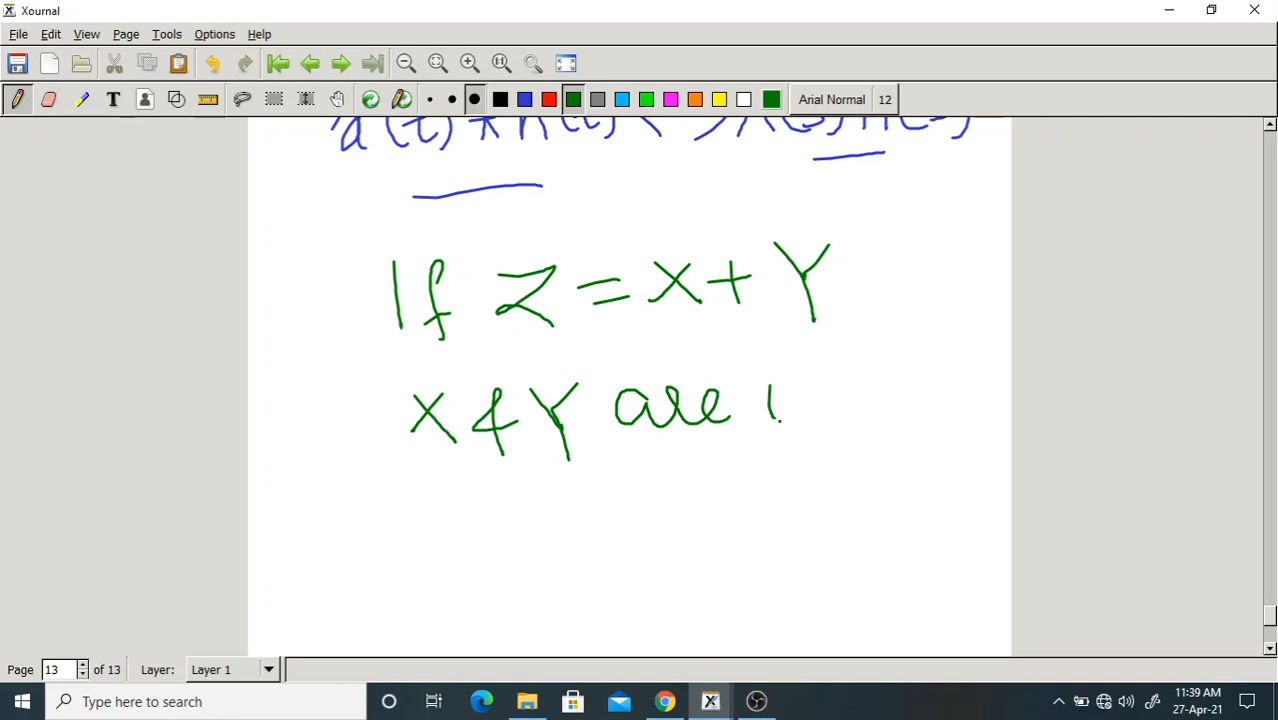 Xournal
File Edit View Page Tools Options Help
Arial Normal 12
If Z = X + Y
X & Y are
Page 13 of 13 Layer: Layer 1
Type here to search
11:39 AM
27-Apr-21